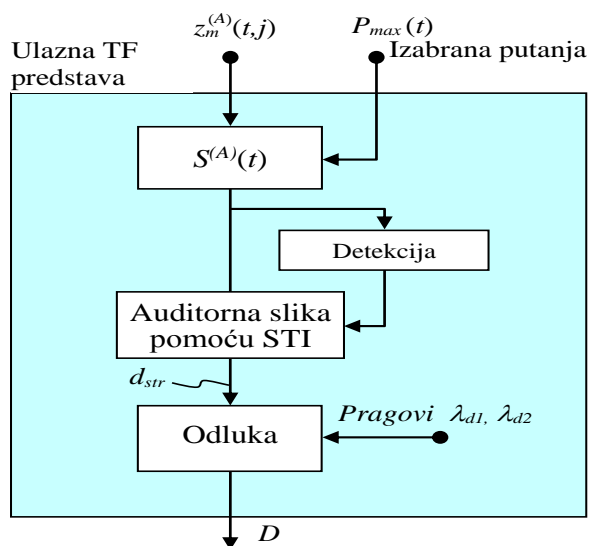 z_m^(A)(t,j)
P_max(t)
Ulazna TF
predstava
Izabrana putanja
S^(A)(t)
Detekcija
Auditorna slika
pomoću STI
d_str
Pragovi λ_d1, λ_d2
Odluka
D